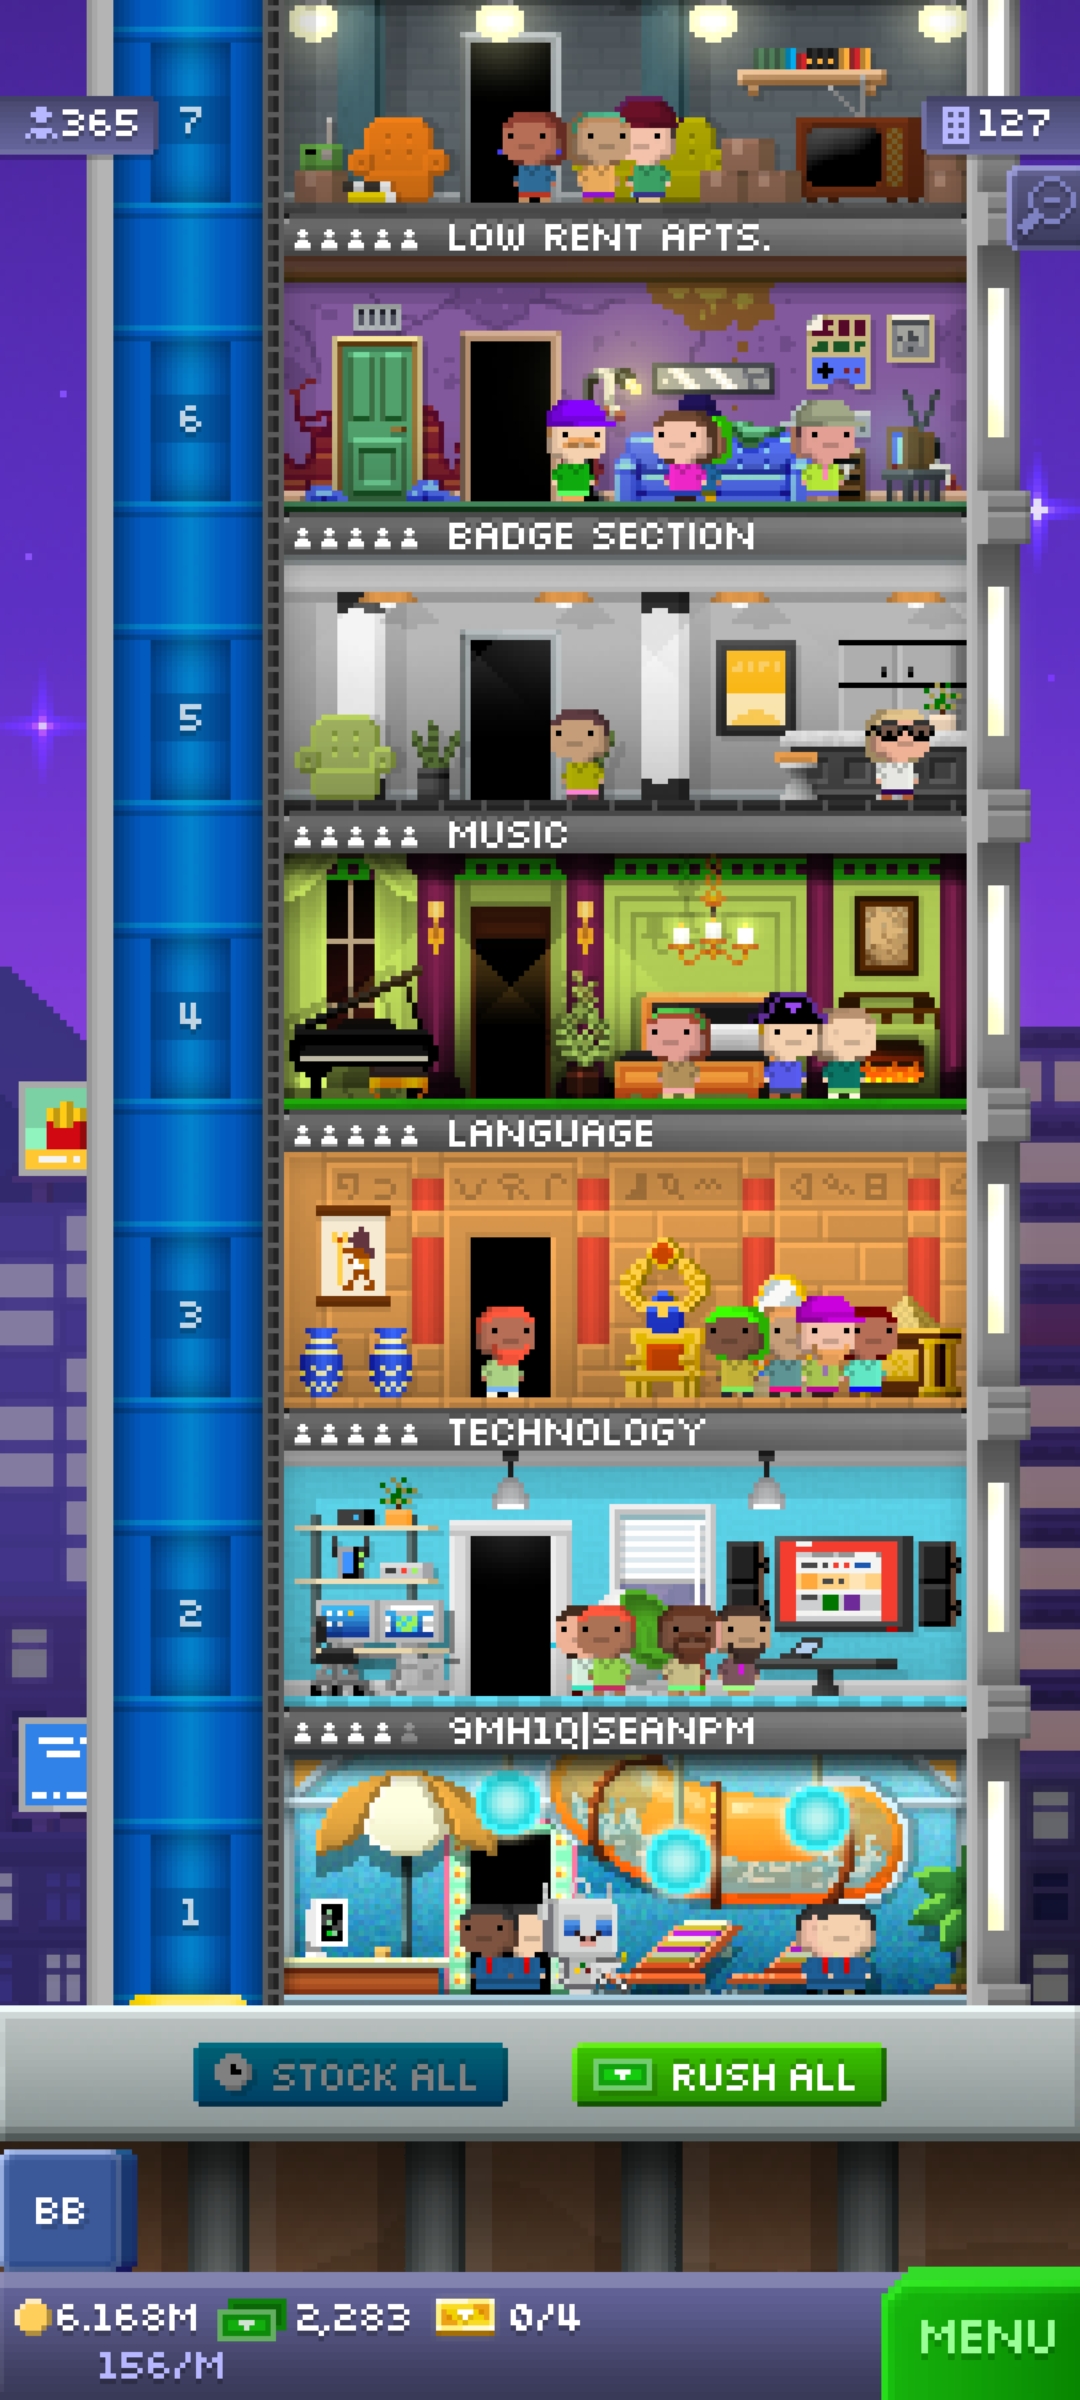 365
7
127
LOW RENT APTS.
6
BADGE SECTION
5
MUSIC
4
LANGUAGE
3
TECHNOLOGY
2
9MH1Q|SEANPM
1
STOCK ALL
RUSH ALL
BB
6.168M
2,283
0/4
156/M
MENU